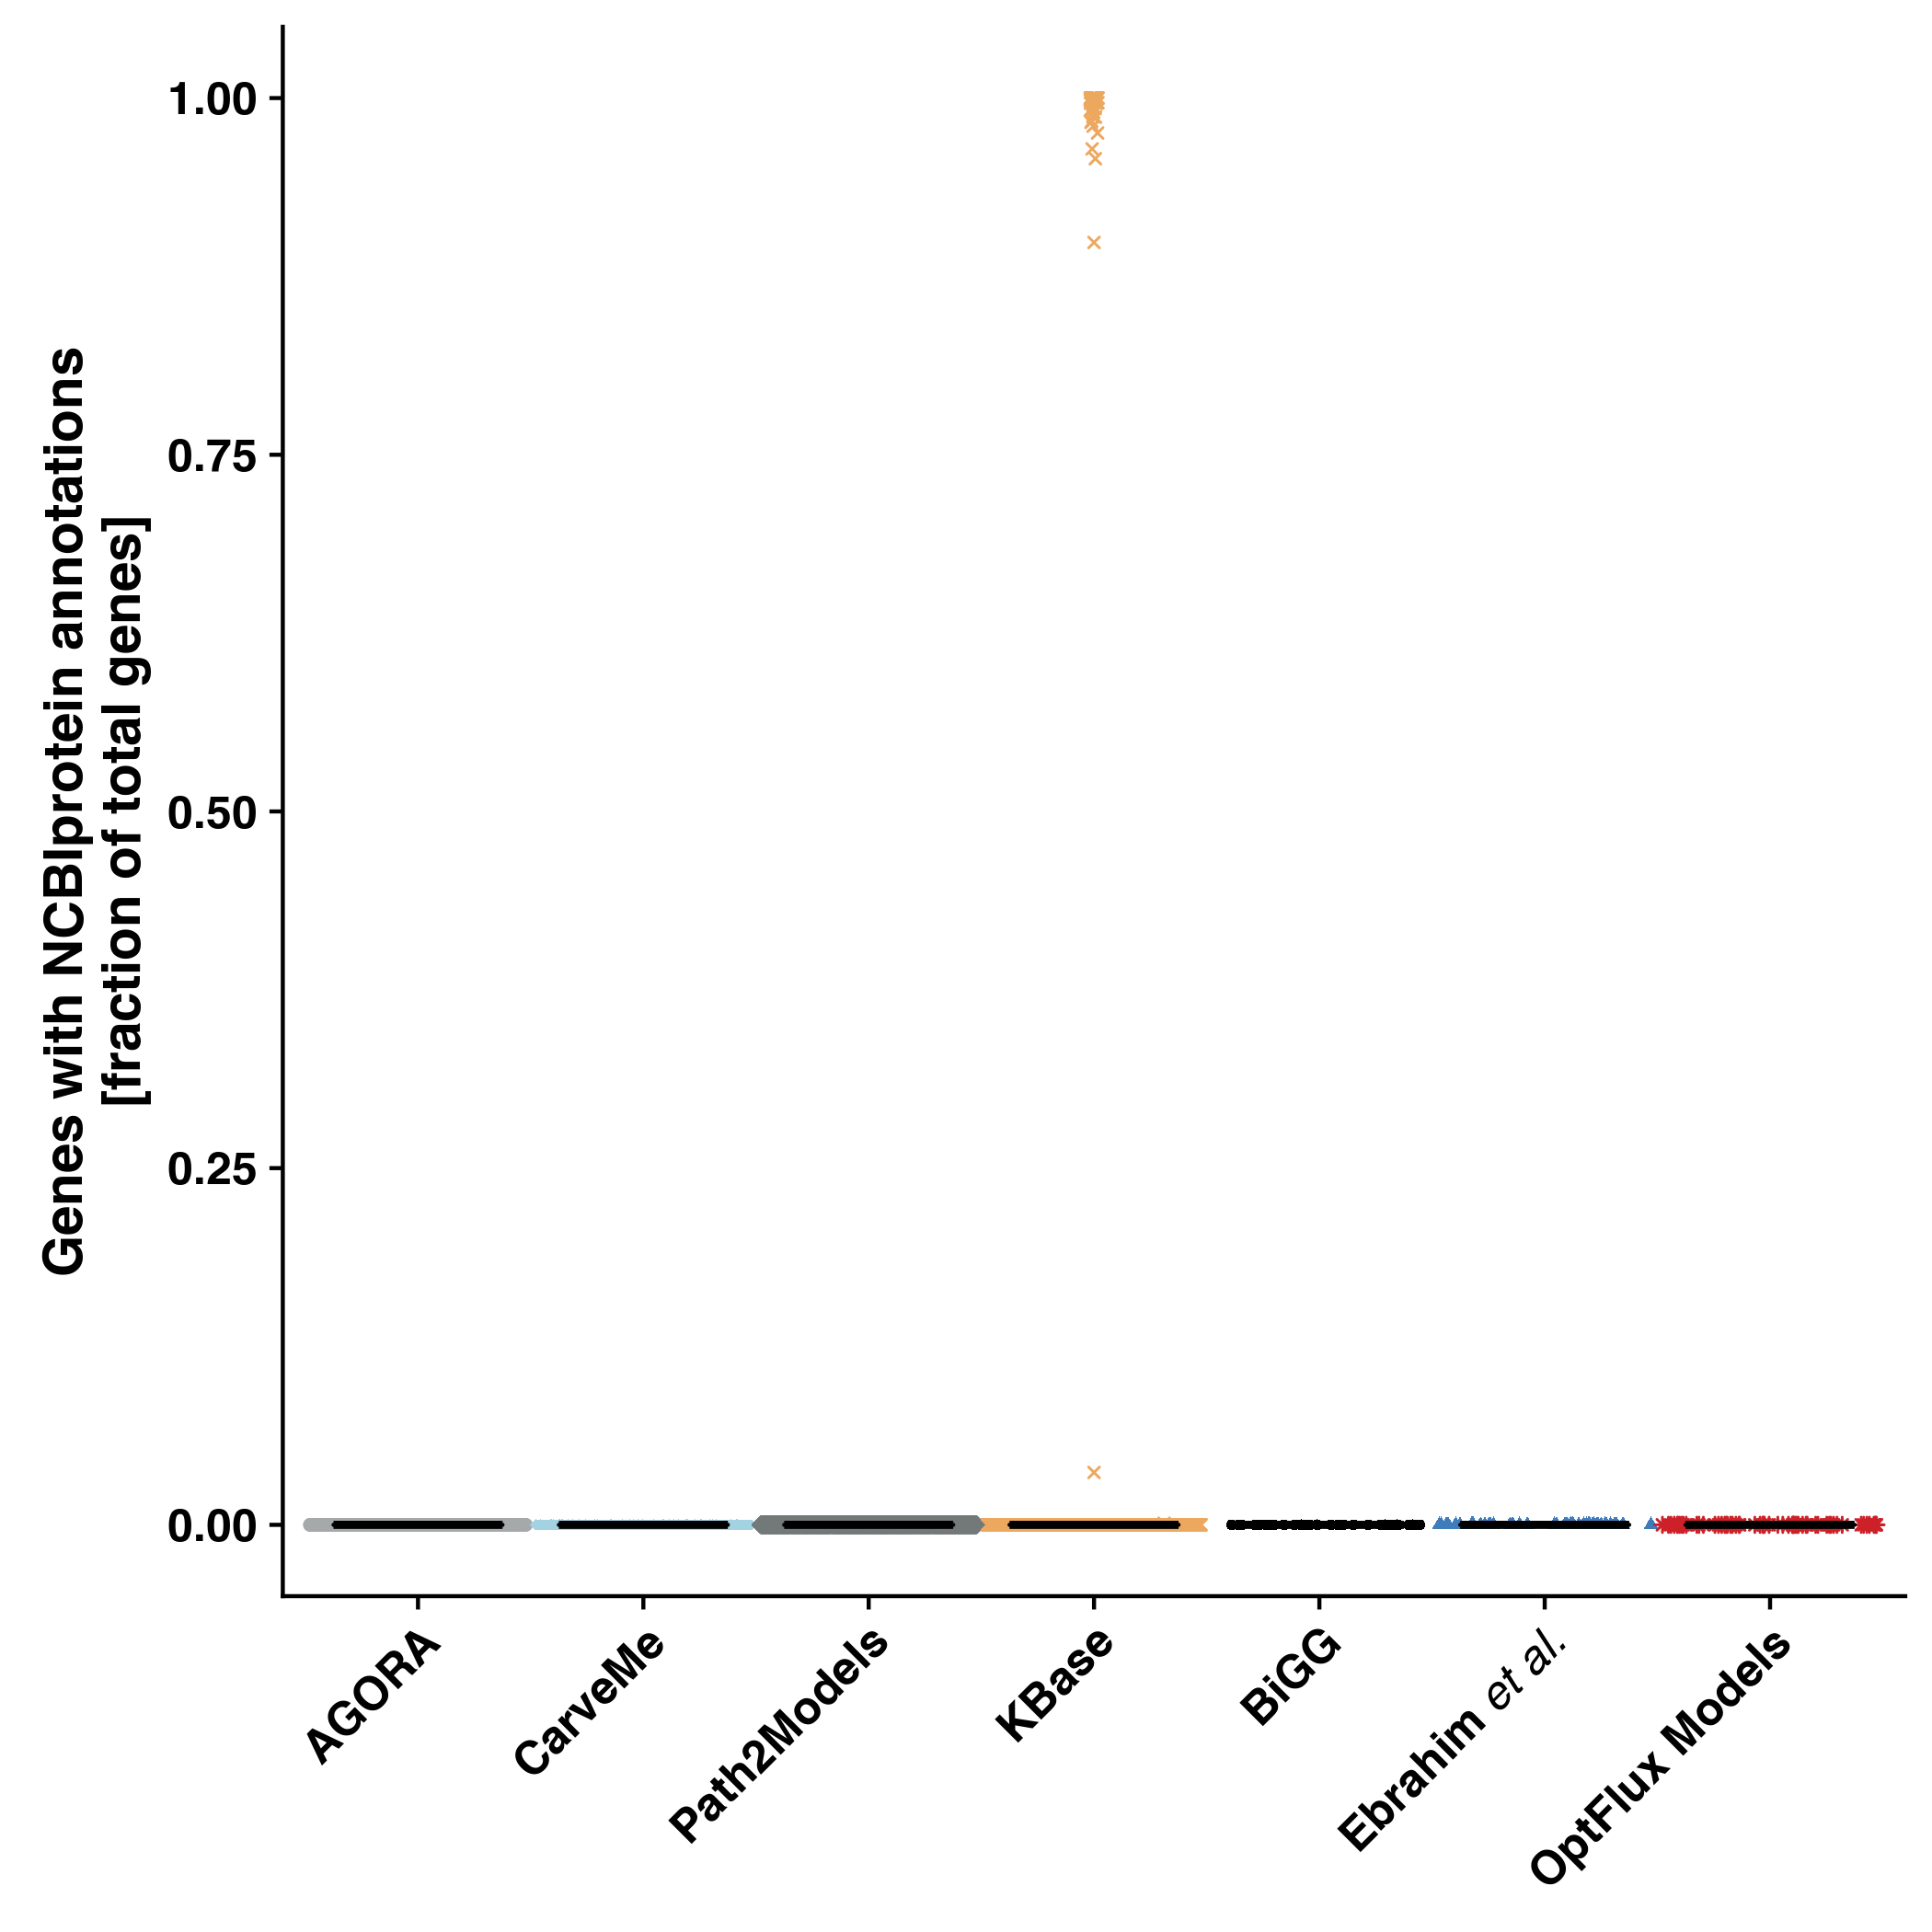 Genes with NCBIprotein annotations
[fraction of total genes]
1.00
0.75
0.50
0.25
0.00
AGORA
CarveMe
Path2Models
KBase
BiGG
Ebrahim et al.
OptFlux Models